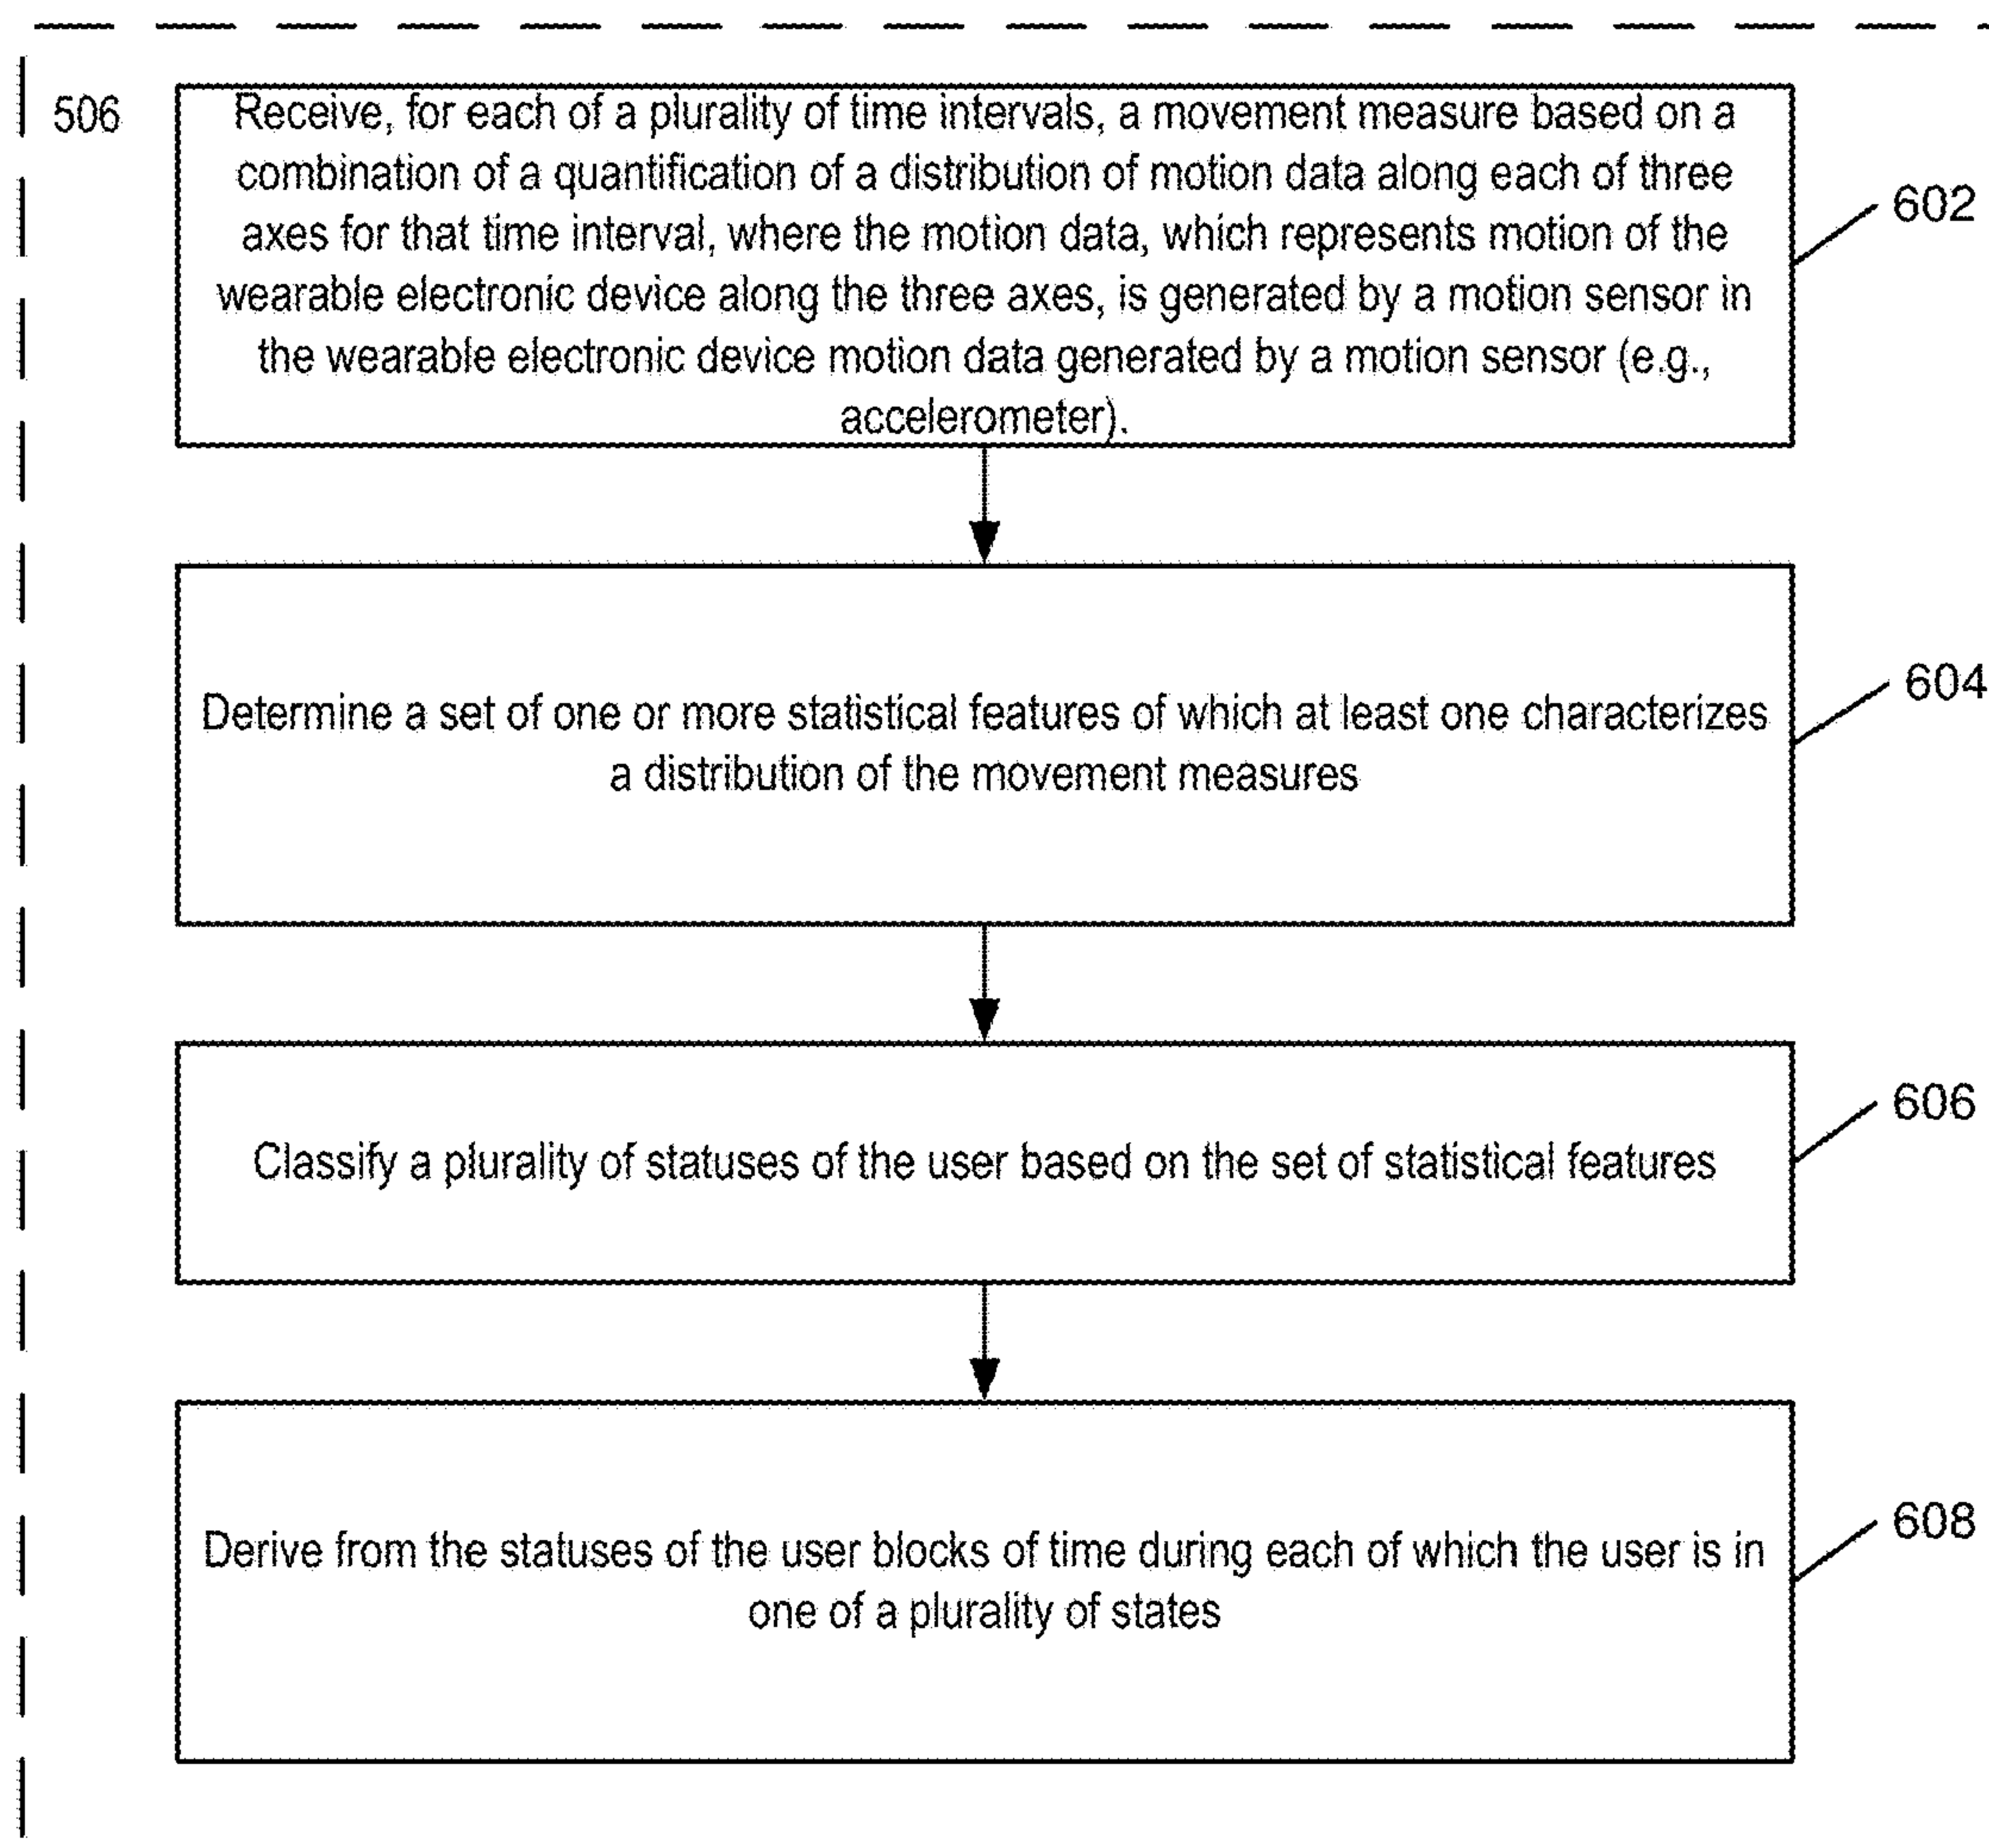 506
Receive, for each of a plurality of time intervals, a movement measure based on a
combination of a quantification of a distribution of motion data along each of three
axes for that time interval, where the motion data, which represents motion of the
wearable electronic device along the three axes, is generated by a motion sensor in
the wearable electronic device motion data generated by a motion sensor (e.g.,
accelerometer).
602
Determine a set of one or more statistical features of which at least one characterizes
a distribution of the movement measures
604
Classify a plurality of statuses of the user based on the set of statistical features
606
Derive from the statuses of the user blocks of time during each of which the user is in
one of a plurality of states
608